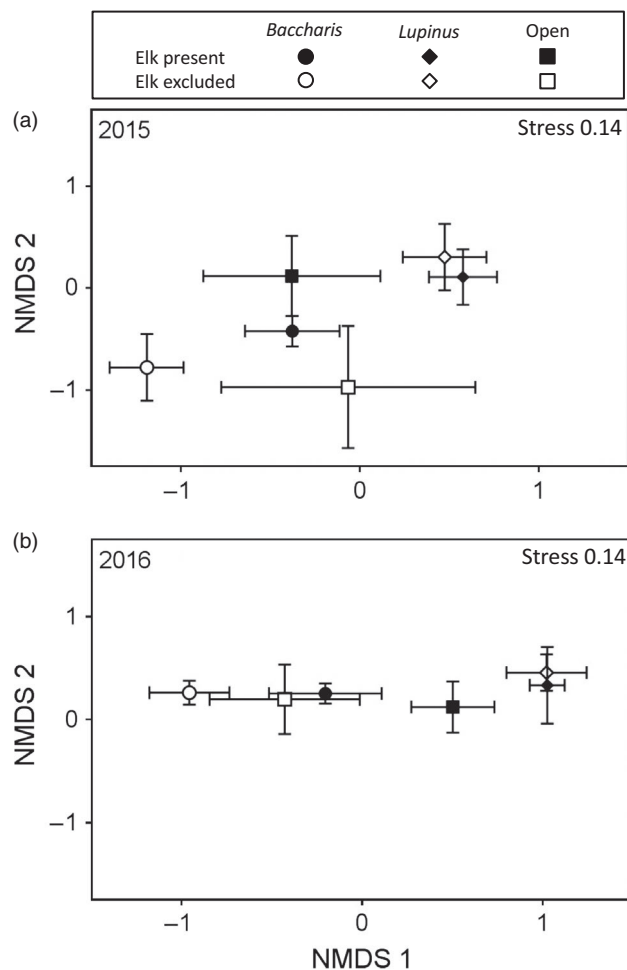 Baccharis Lupinus Open
Elk present
Elk excluded
(a)
2015 Stress 0.14
1
0
–1
NMDS 2
–1 0 1
(b)
2016 Stress 0.14
1
0
–1
NMDS 2
–1 0 1
NMDS 1